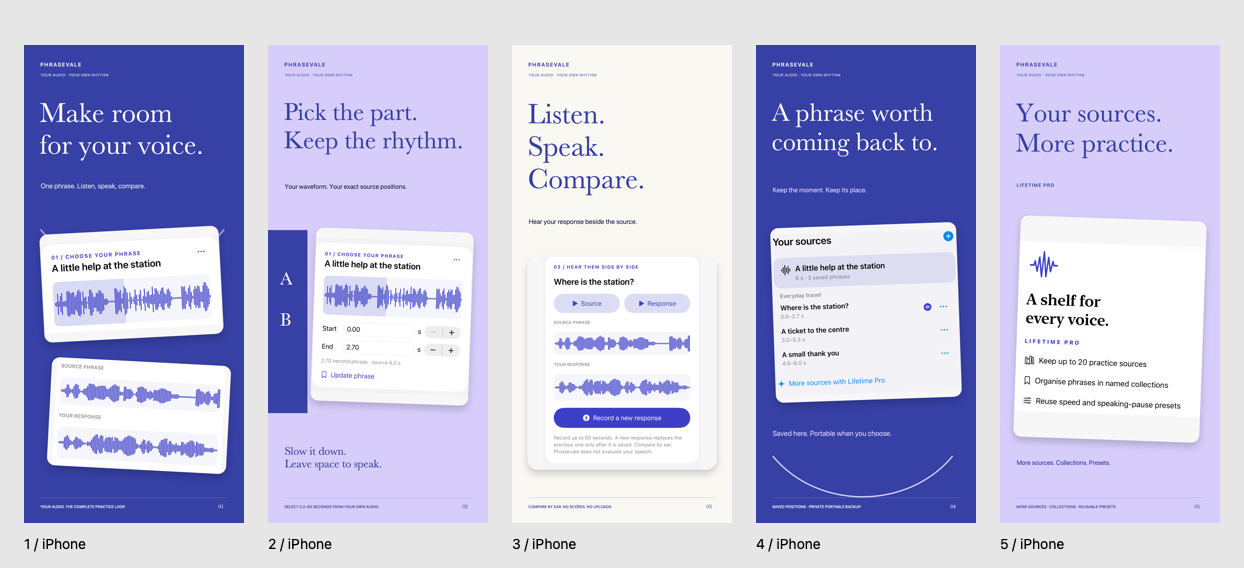 PHRASEVALE
YOUR AUDIO · YOUR OWN RHYTHM
Make room
for your voice.
One phrase. Listen, speak, compare.
01 / CHOOSE YOUR PHRASE
A little help at the station
SOURCE PHRASE
YOUR RESPONSE
YOUR AUDIO. THE COMPLETE PRACTICE LOOP.
01
1 / iPhone
PHRASEVALE
YOUR AUDIO · YOUR OWN RHYTHM
Pick the part.
Keep the rhythm.
Your waveform. Your exact source positions.
A
B
01 / CHOOSE YOUR PHRASE
A little help at the station
Start 0.00 s − +
End 2.70 s − +
2.70 second phrase · source 6.0 s
Update phrase
Slow it down.
Leave space to speak.
SELECT 0.2–60 SECONDS FROM YOUR OWN AUDIO.
02
2 / iPhone
PHRASEVALE
YOUR AUDIO · YOUR OWN RHYTHM
Listen.
Speak.
Compare.
Hear your response beside the source.
03 / HEAR THEM SIDE BY SIDE
Where is the station?
Source
Response
SOURCE PHRASE
YOUR RESPONSE
Record a new response
Record up to 60 seconds. A new response replaces the
previous one only after it is saved. Compare by ear;
Phrasevale does not evaluate your speech.
COMPARE BY EAR. NO SCORES. NO UPLOADS.
03
3 / iPhone
PHRASEVALE
YOUR AUDIO · YOUR OWN RHYTHM
A phrase worth
coming back to.
Keep the moment. Keep its place.
Your sources
A little help at the station
6 s · 3 saved phrases
Everyday travel
Where is the station?
0.0–2.7 s
A ticket to the centre
3.0–5.3 s
A small thank you
4.6–6.0 s
More sources with Lifetime Pro
Saved here. Portable when you choose.
SAVED POSITIONS · PRIVATE PORTABLE BACKUP
04
4 / iPhone
PHRASEVALE
YOUR AUDIO · YOUR OWN RHYTHM
Your sources.
More practice.
LIFETIME PRO
A shelf for
every voice.
LIFETIME PRO
Keep up to 20 practice sources
Organise phrases in named collections
Reuse speed and speaking-pause presets
More sources. Collections. Presets.
MORE SOURCES · COLLECTIONS · REUSABLE PRESETS
05
5 / iPhone